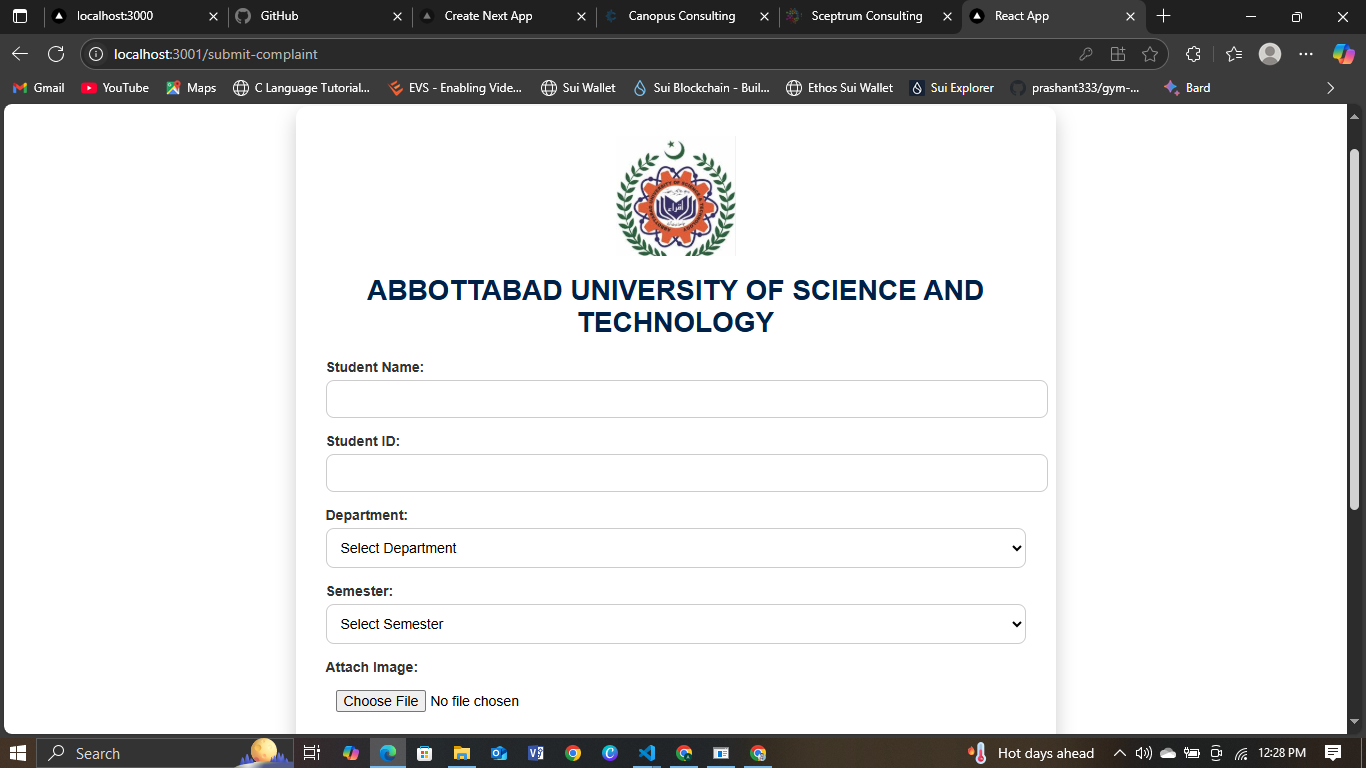 localhost:3000
GitHub
Create Next App
Canopus Consulting
Sceptrum Consulting
React App
localhost:3001/submit-complaint
Gmail
YouTube
Maps
C Language Tutorial...
EVS - Enabling Vide...
Sui Wallet
Sui Blockchain - Buil...
Ethos Sui Wallet
Sui Explorer
prashant333/gym-...
Bard
ABBOTTABAD UNIVERSITY OF SCIENCE AND
TECHNOLOGY
Student Name:
Student ID:
Department:
Select Department
Semester:
Select Semester
Attach Image:
Choose File No file chosen
Search
Hot days ahead
12:28 PM